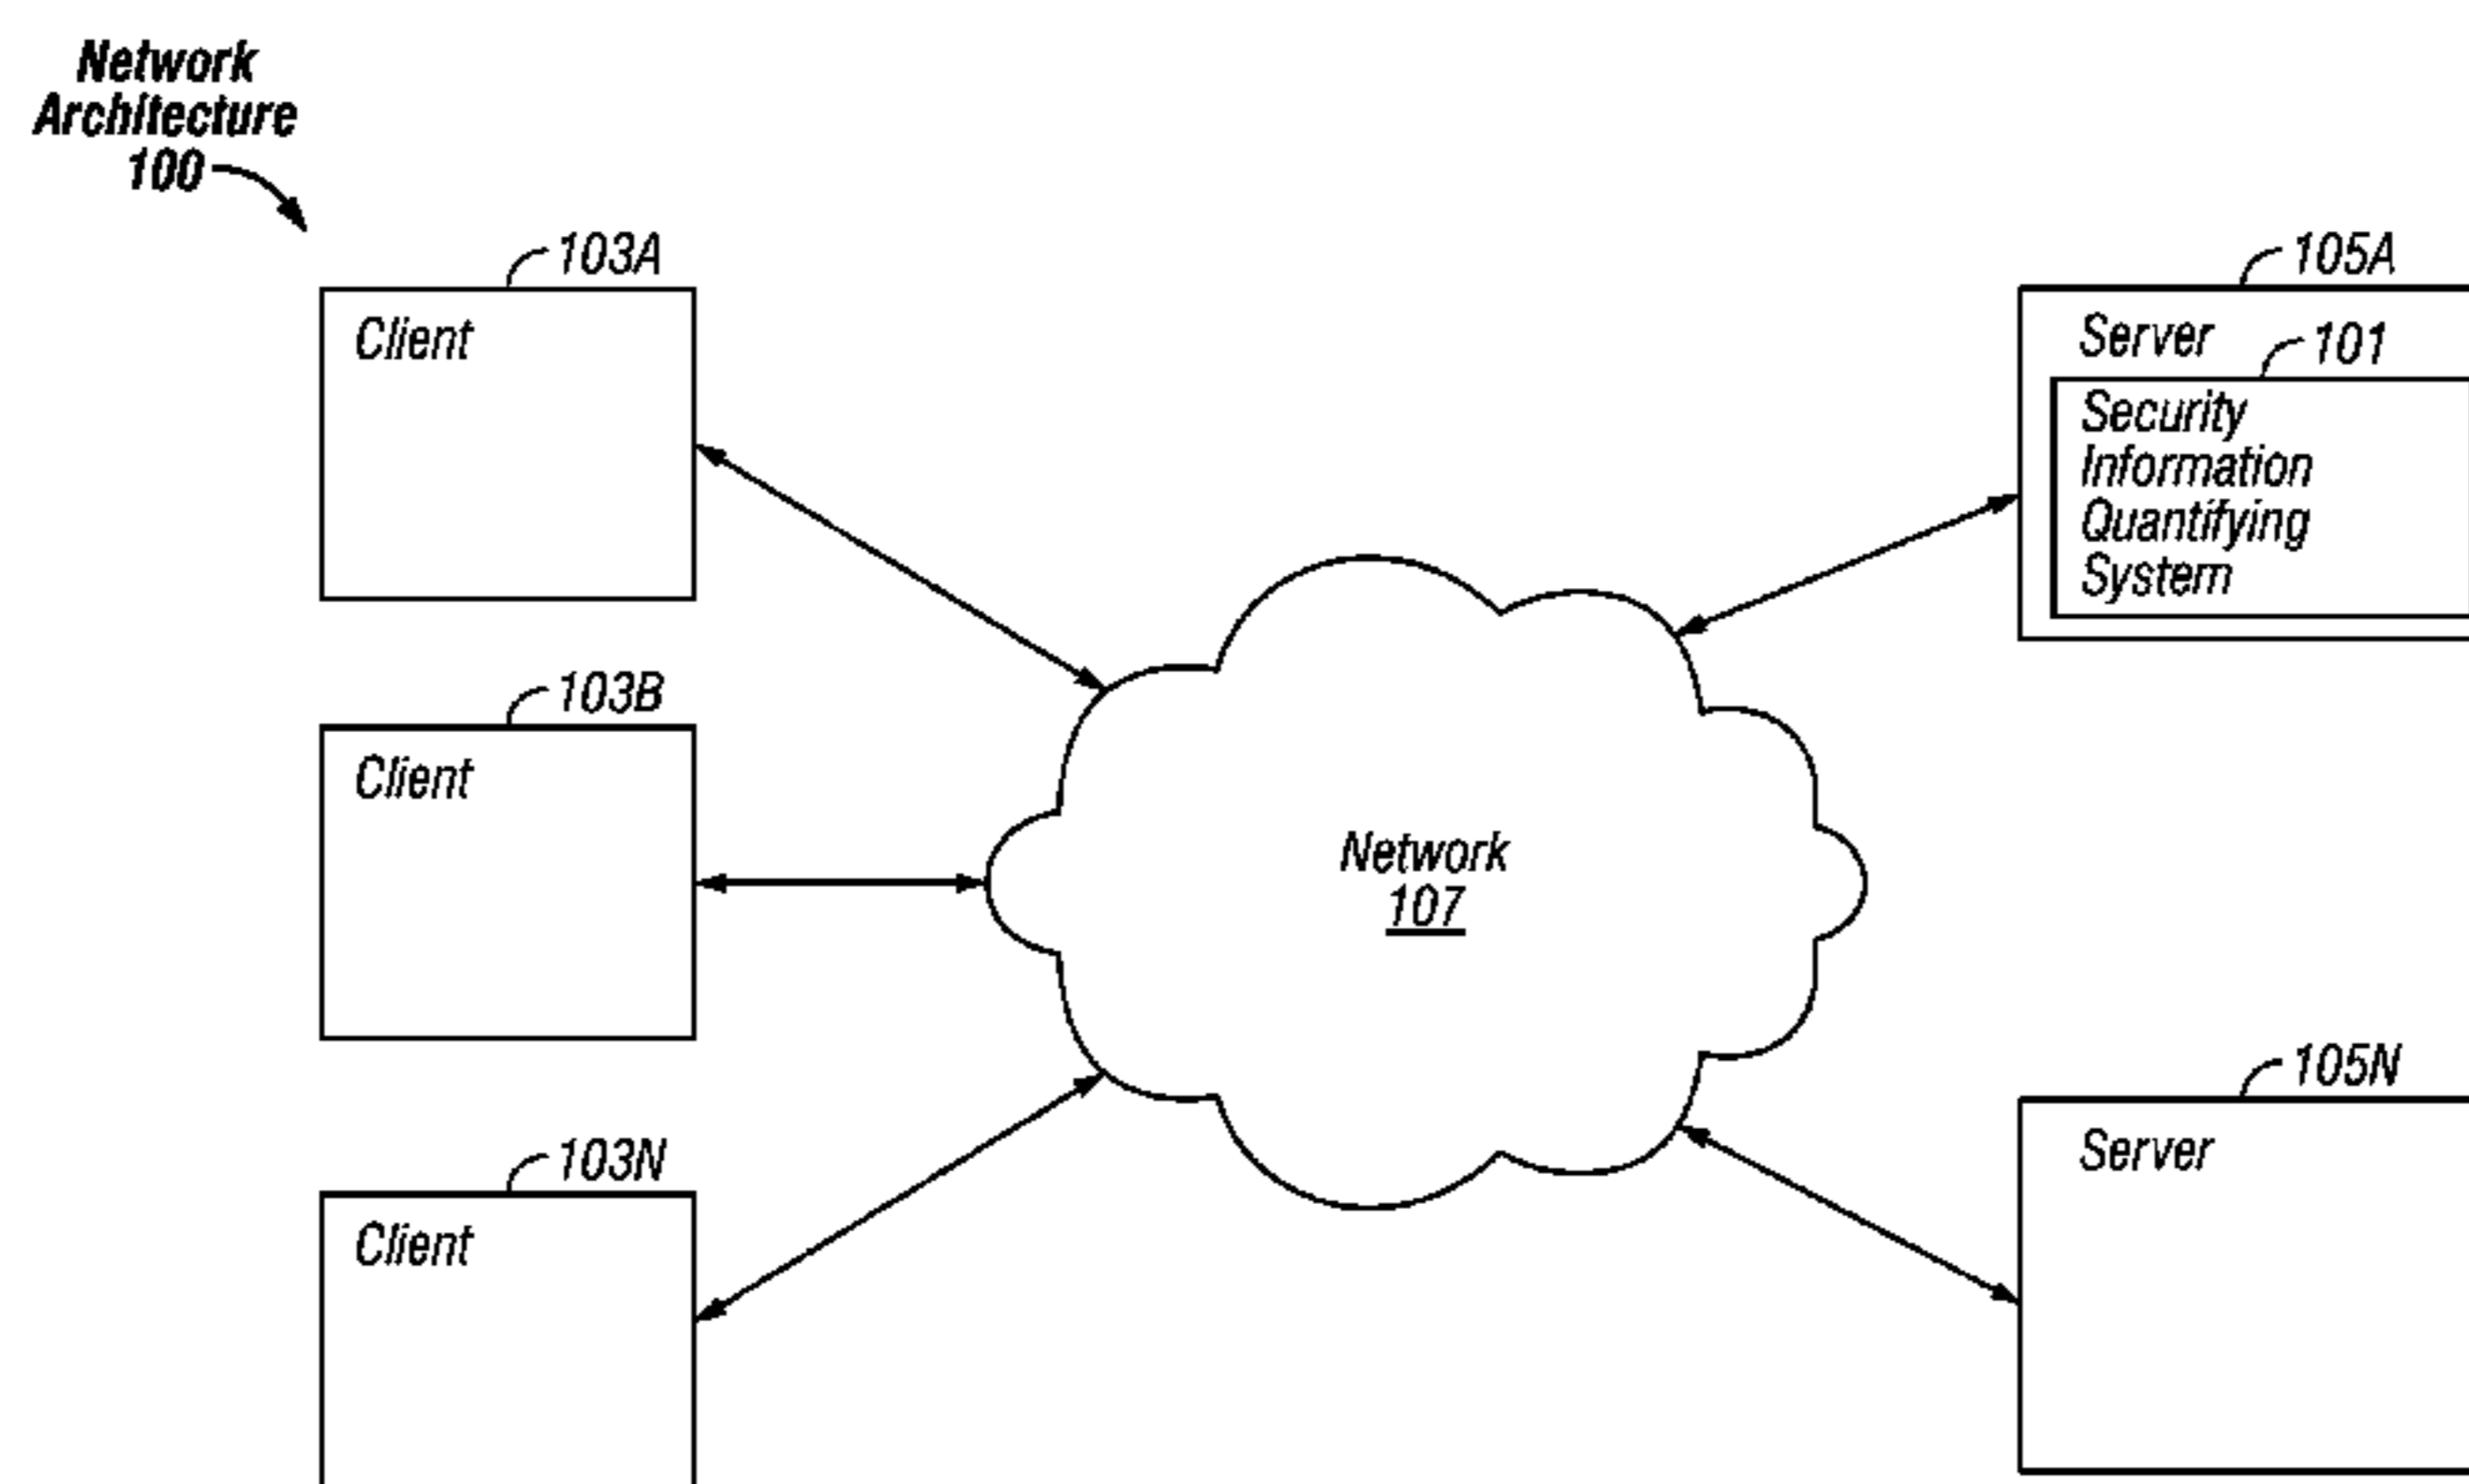 Network
Architecture
100
103A
Client
105A
Server
101
Security
Information
Quantifying
System
103B
Client
Network
107
103N
Client
105N
Server